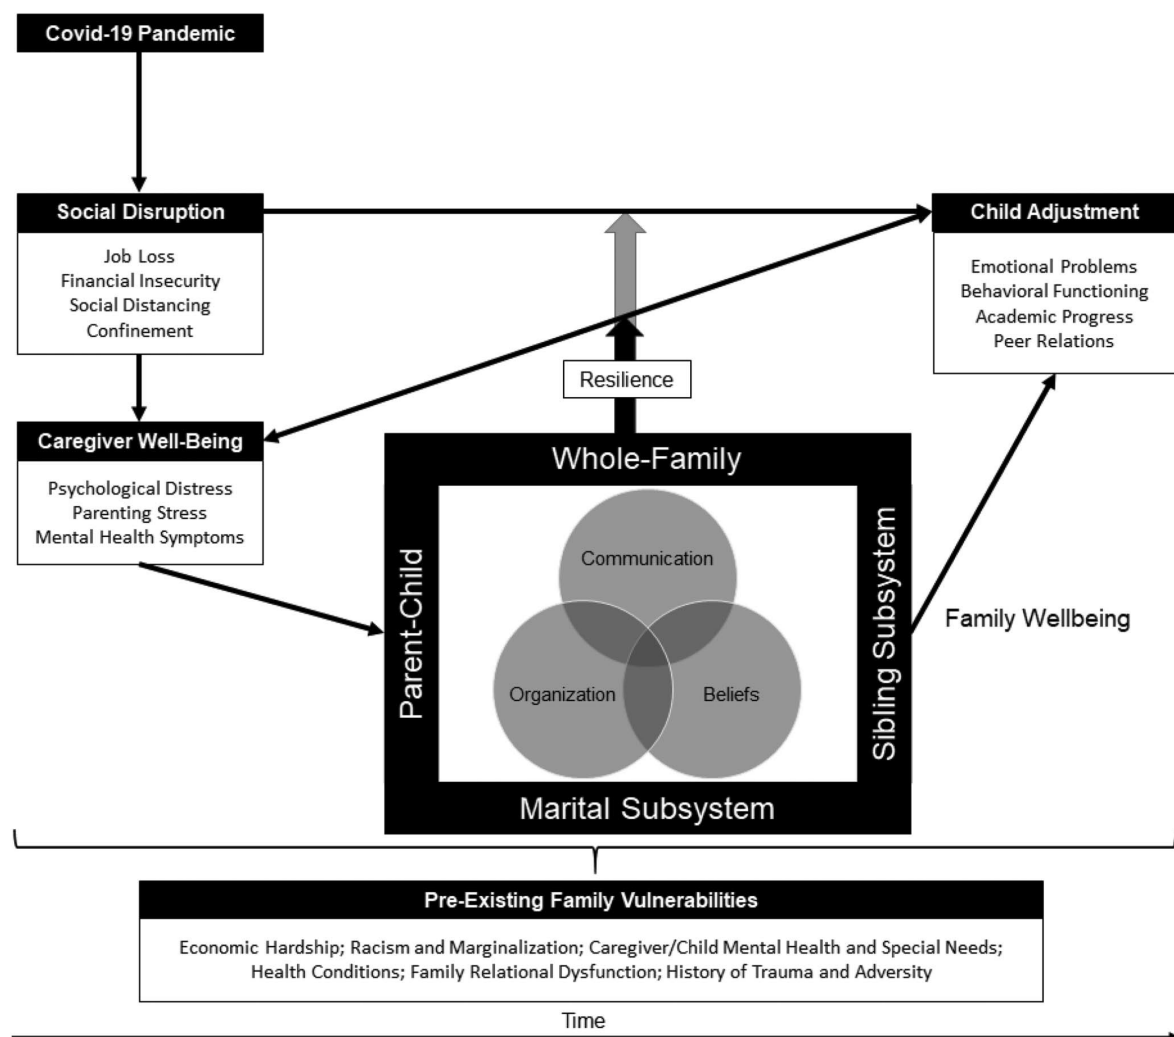 Covid-19 Pandemic
Social Disruption
Job Loss
Financial Insecurity
Social Distancing
Confinement
Child Adjustment
Emotional Problems
Behavioral Functioning
Academic Progress
Peer Relations
Resilience
Caregiver Well-Being
Psychological Distress
Parenting Stress
Mental Health Symptoms
Whole-Family
Parent-Child
Communication
Organization
Beliefs
Sibling Subsystem
Marital Subsystem
Family Wellbeing
Pre-Existing Family Vulnerabilities
Economic Hardship; Racism and Marginalization; Caregiver/Child Mental Health and Special Needs;
Health Conditions; Family Relational Dysfunction; History of Trauma and Adversity
Time